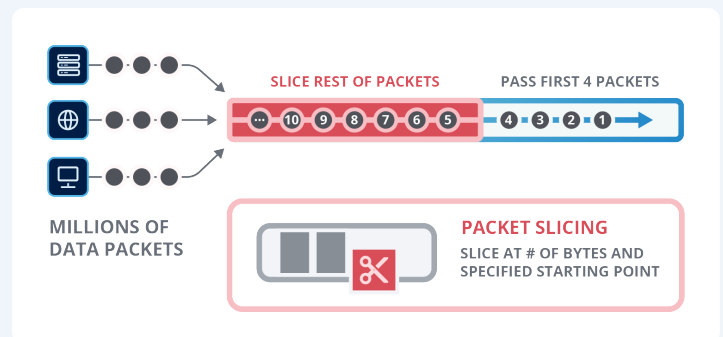 SLICE REST OF PACKETS
PASS FIRST 4 PACKETS
... 10 9 8 7 6 5 4 3 2 1
MILLIONS OF
DATA PACKETS
PACKET SLICING
SLICE AT # OF BYTES AND
SPECIFIED STARTING POINT